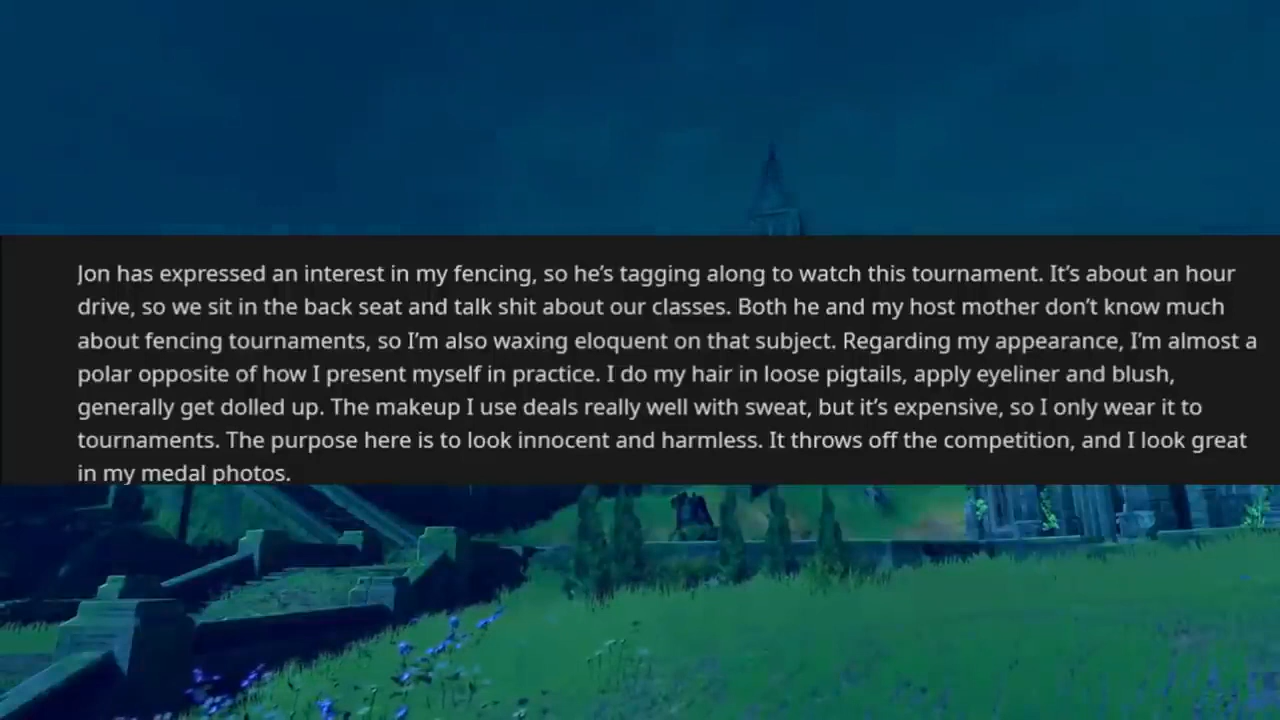 Jon has expressed an interest in my fencing, so he’s tagging along to watch this tournament. It’s about an hour
drive, so we sit in the back seat and talk shit about our classes. Both he and my host mother don’t know much
about fencing tournaments, so I’m also waxing eloquent on that subject. Regarding my appearance, I’m almost a
polar opposite of how I present myself in practice. I do my hair in loose pigtails, apply eyeliner and blush,
generally get dolled up. The makeup I use deals really well with sweat, but it’s expensive, so I only wear it to
tournaments. The purpose here is to look innocent and harmless. It throws off the competition, and I look great
in my medal photos.